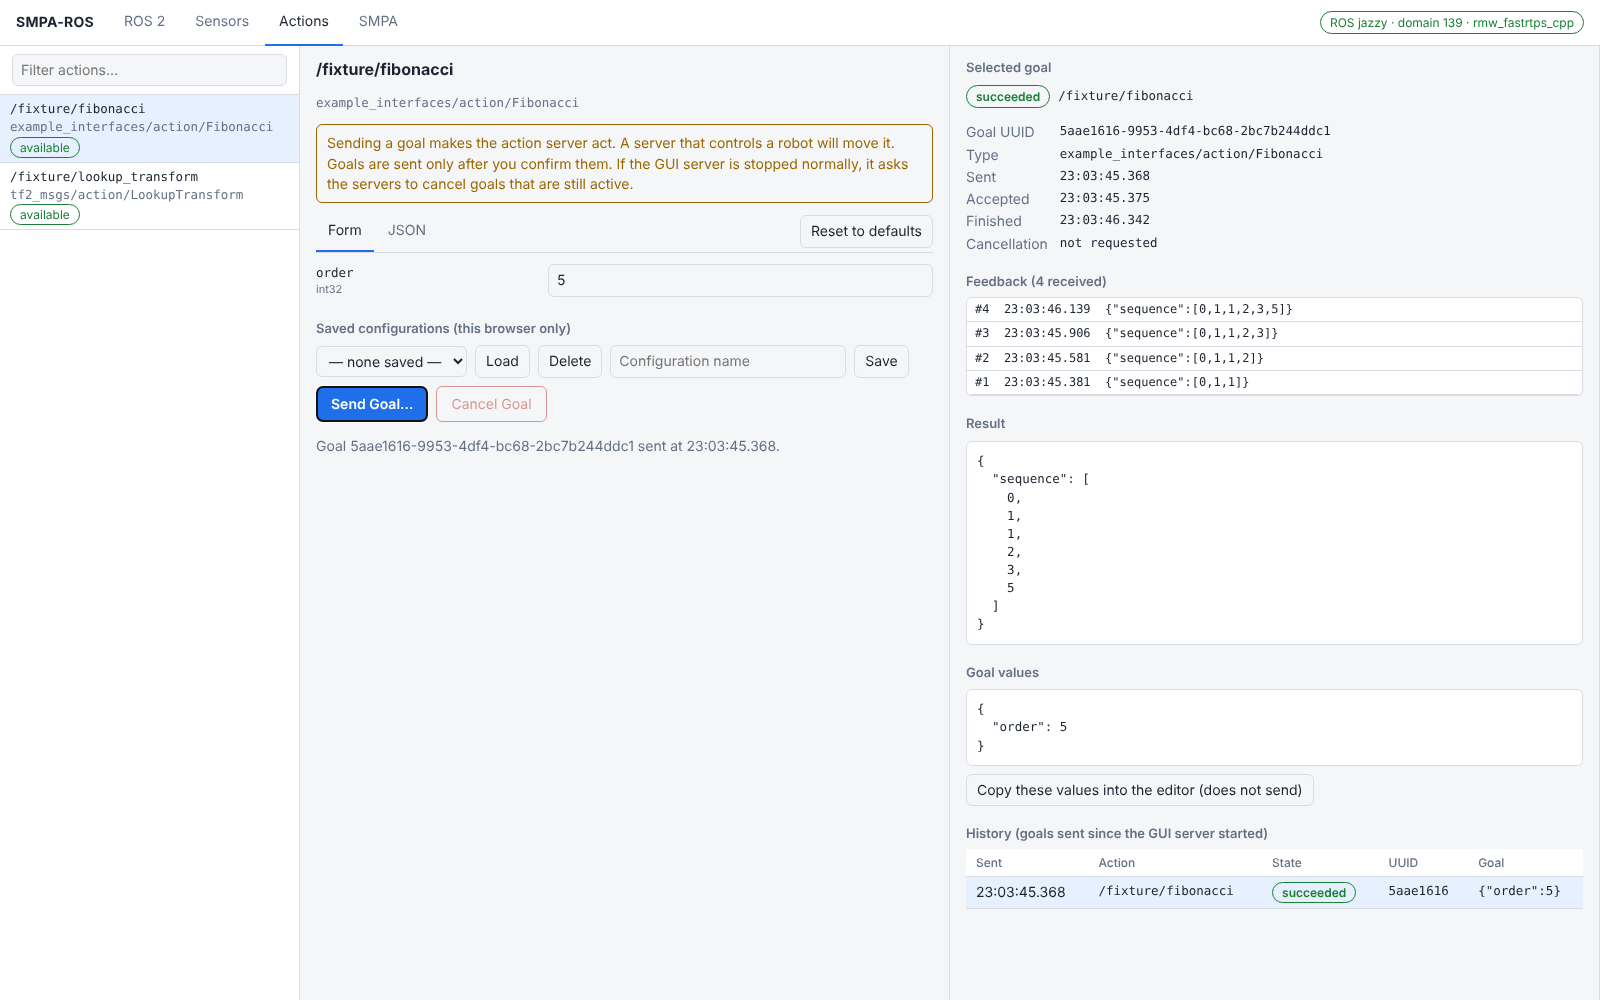 SMPA-ROS
ROS 2
Sensors
Actions
SMPA
ROS jazzy · domain 139 · rmw_fastrtps_cpp
Filter actions...
/fixture/fibonacci
example_interfaces/action/Fibonacci
available
/fixture/lookup_transform
tf2_msgs/action/LookupTransform
available
/fixture/fibonacci
example_interfaces/action/Fibonacci
Sending a goal makes the action server act. A server that controls a robot will move it.
Goals are sent only after you confirm them. If the GUI server is stopped normally, it asks
the servers to cancel goals that are still active.
Form
JSON
Reset to defaults
order
int32
5
Saved configurations (this browser only)
— none saved —
Load
Delete
Configuration name
Save
Send Goal...
Cancel Goal
Goal 5aae1616-9953-4df4-bc68-2bc7b244ddc1 sent at 23:03:45.368.
Selected goal
succeeded /fixture/fibonacci
Goal UUID 5aae1616-9953-4df4-bc68-2bc7b244ddc1
Type example_interfaces/action/Fibonacci
Sent 23:03:45.368
Accepted 23:03:45.375
Finished 23:03:46.342
Cancellation not requested
Feedback (4 received)
#4 23:03:46.139 {"sequence":[0,1,1,2,3,5]}
#3 23:03:45.906 {"sequence":[0,1,1,2,3]}
#2 23:03:45.581 {"sequence":[0,1,1,2]}
#1 23:03:45.381 {"sequence":[0,1,1]}
Result
{
"sequence": [
0,
1,
1,
2,
3,
5
]
}
Goal values
{
"order": 5
}
Copy these values into the editor (does not send)
History (goals sent since the GUI server started)
Sent Action State UUID Goal
23:03:45.368 /fixture/fibonacci succeeded 5aae1616 {"order":5}